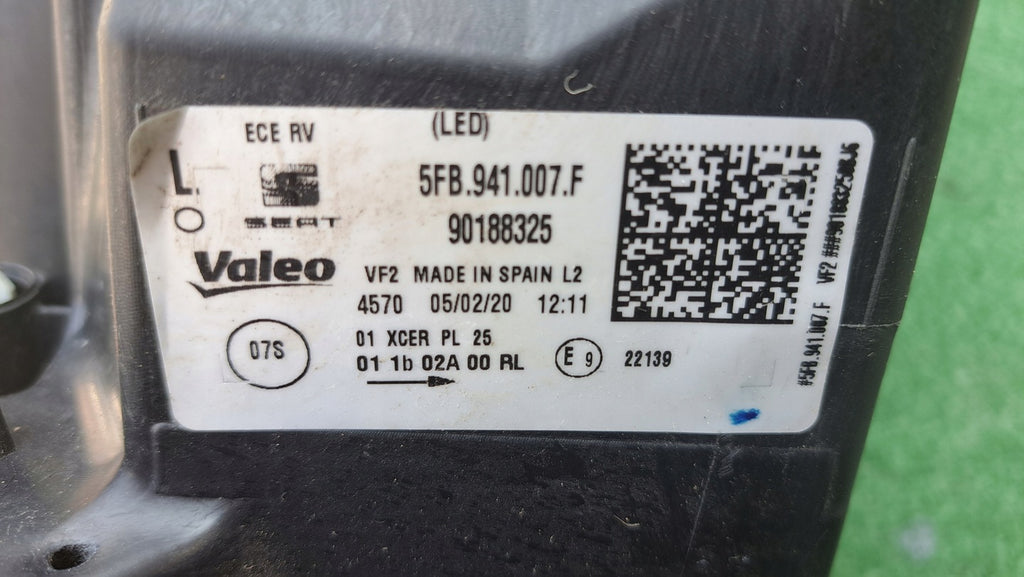 ECE RV
(LED)
L.
O
SEAT
5FB.941.007.F
90188325
Valeo
VF2 MADE IN SPAIN L2
4570 05/02/20 12:11
07S
01 XCER PL 25
01 1b 02A 00 RL
E 9
22139
#5FB.941.007.F